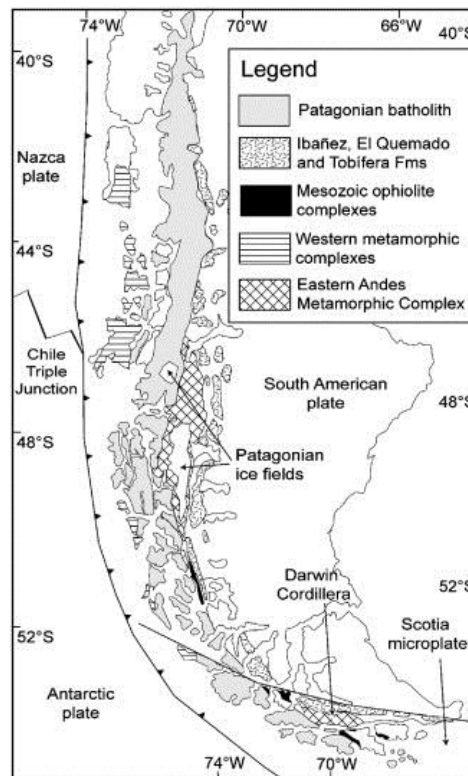 74°W
70°W
40°S
40°S
Legend
Patagonian batholith
Ibañez, El Quemado
and Tobifera Fms
Mesozoic ophiolite
complexes
Western metamorphic
complexes
Eastern Andes
Metamorphic Complex
Nazca
plate
44°S
44°S
Chile
Triple
Junction
South American
plate
48°S
48°S
Patagonian
ice fields
Darwin
Cordillera
52°S
52°S
Scotia
microplate
Antarctic
plate
74°W
70°W